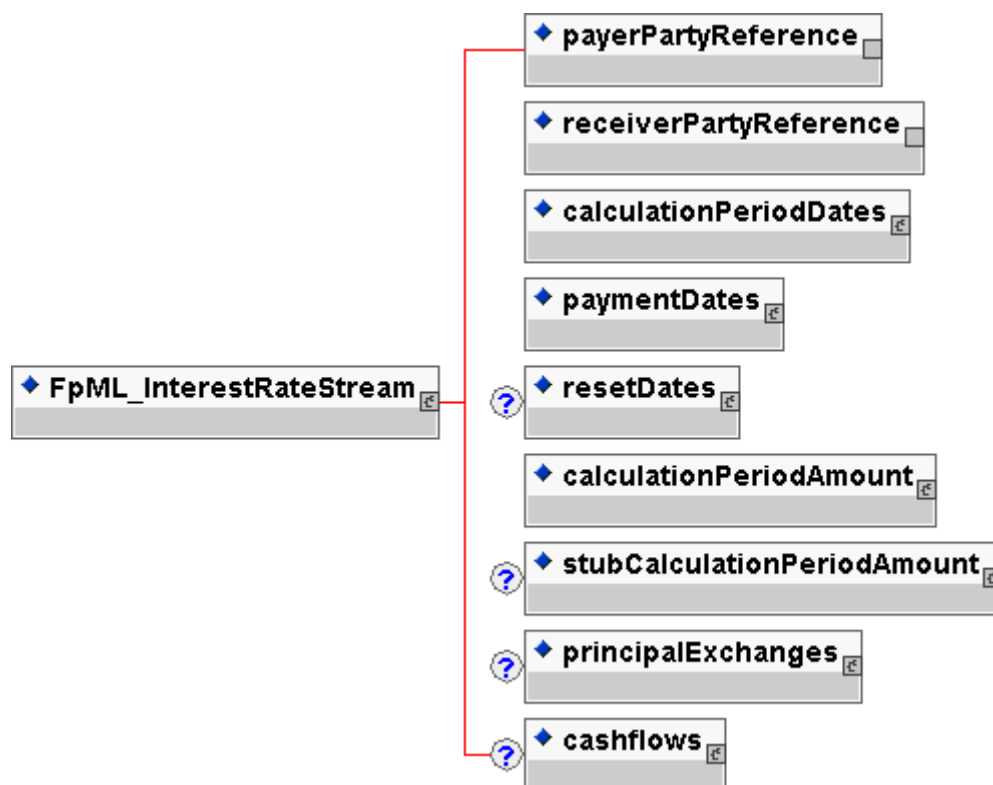 payerPartyReference
receiverPartyReference
calculationPeriodDates
paymentDates
FpML_InterestRateStream
? resetDates
calculationPeriodAmount
? stubCalculationPeriodAmount
? principalExchanges
? cashflows